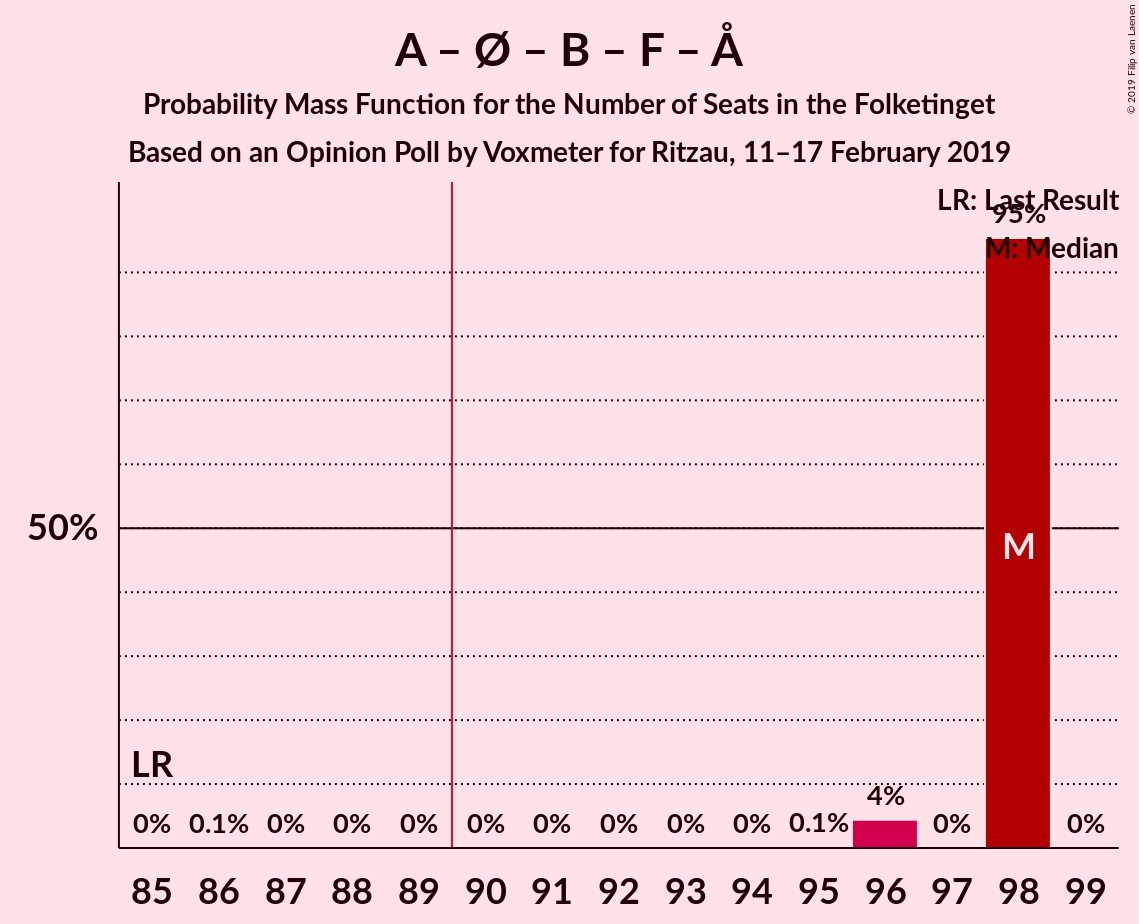 A – Ø – B – F – Å
Probability Mass Function for the Number of Seats in the Folketinget
Based on an Opinion Poll by Voxmeter for Ritzau, 11–17 February 2019
© 2019 Filip van Laenen
LR: Last Result
95%
M: Median
50%
M
LR
4%
0% 0.1% 0% 0% 0% 0% 0% 0% 0% 0% 0.1% 0% 0%
85 86 87 88 89 90 91 92 93 94 95 96 97 98 99